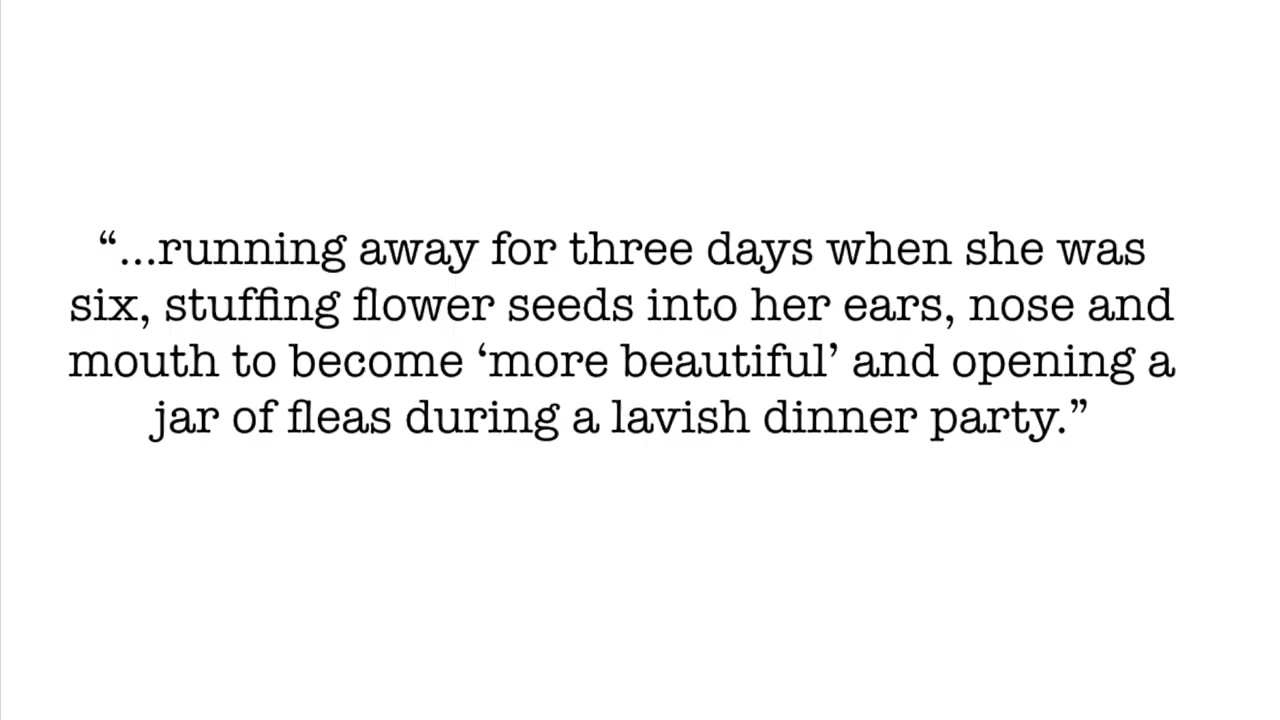 “...running away for three days when she was
six, stuffing flower seeds into her ears, nose and
mouth to become ‘more beautiful’ and opening a
jar of fleas during a lavish dinner party.”